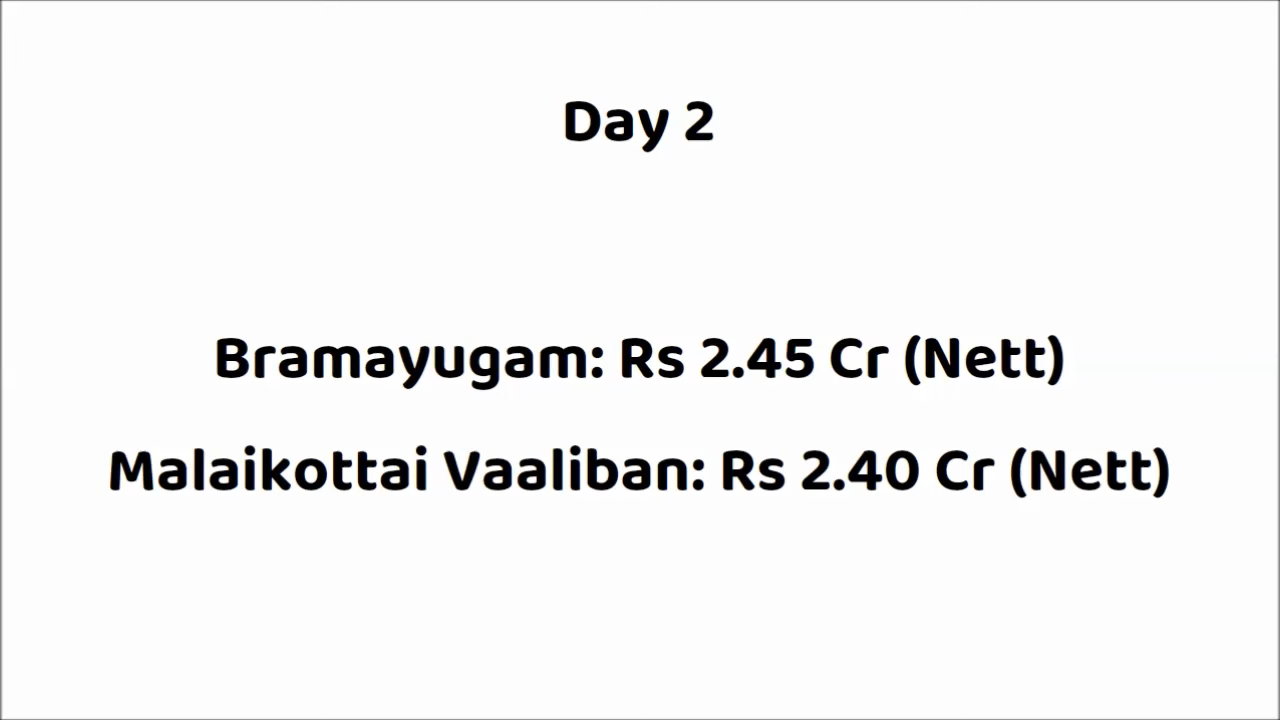 Day 2
Bramayugam: Rs 2.45 Cr (Nett)
Malaikottai Vaaliban: Rs 2.40 Cr (Nett)